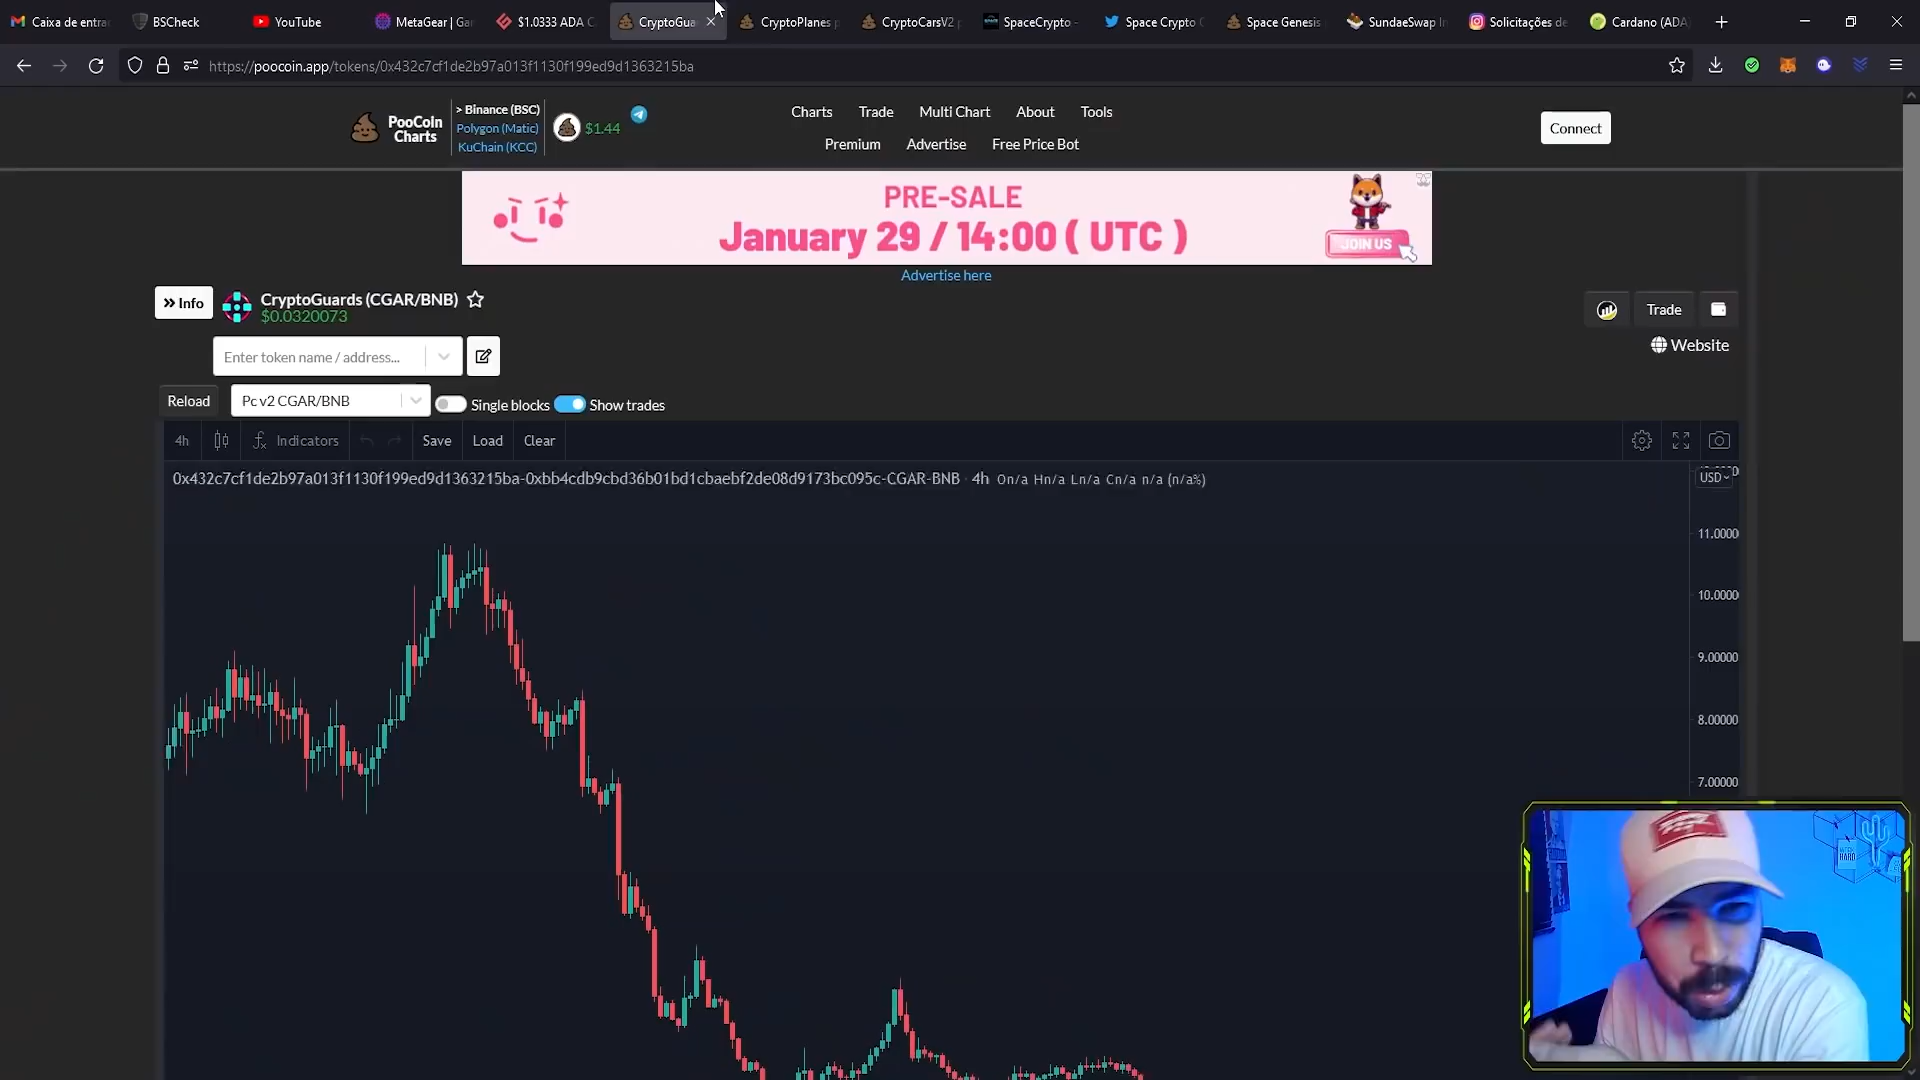 Caixa de entra
BSCheck
YouTube
MetaGear | Ga
$1.0333 ADA C
CryptoGua
CryptoPlanes p
CryptoCarsV2 p
SpaceCrypto -
Space Crypto
Space Genesis
SundaeSwap
Solicitações de
Cardano (ADA
https://poocoin.app/tokens/0x432c7cf1de2b97a013f1130f199ed9d1363215ba
PooCoin
Charts
> Binance (BSC)
Polygon (Matic)
KuChain (KCC)
$1.44
Charts
Trade
Multi Chart
About
Tools
Premium
Advertise
Free Price Bot
Connect
PRE-SALE
January 29 / 14:00 ( UTC )
JOIN US
Advertise here
Info
CryptoGuards (CGAR/BNB)
$0.0320073
Trade
Enter token name / address...
Website
Reload
Pc v2 CGAR/BNB
Single blocks
Show trades
4h
Indicators
Save
Load
Clear
0x432c7cf1de2b97a013f1130f199ed9d1363215ba-0xbb4cdb9cbd36b01bd1cbaebf2de08d9173bc095c-CGAR-BNB · 4h On/a Hn/a Ln/a Cn/a n/a (n/a%)
USD
11.0000
10.0000
9.00000
8.00000
7.00000